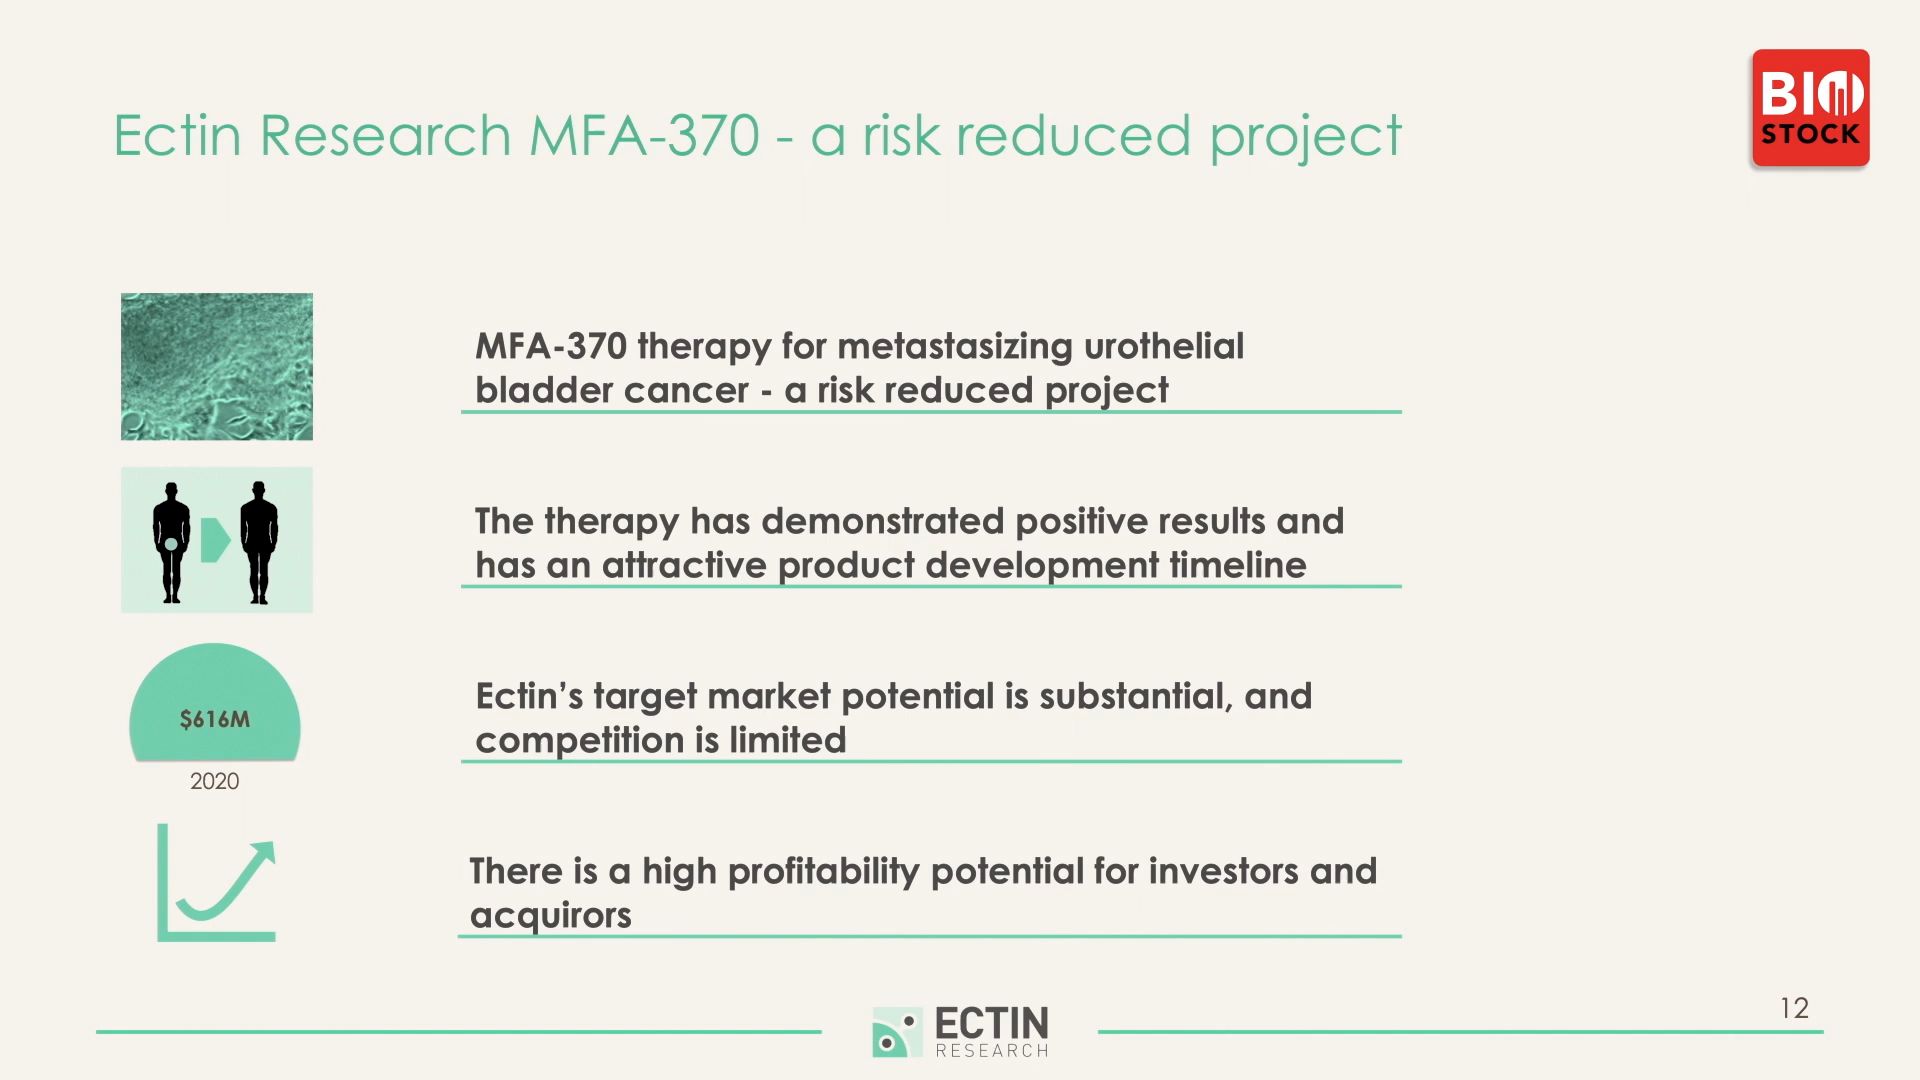 Ectin Research MFA-370 - a risk reduced project
BIO
STOCK
MFA-370 therapy for metastasizing urothelial
bladder cancer - a risk reduced project
The therapy has demonstrated positive results and
has an attractive product development timeline
$616M
2020
Ectin’s target market potential is substantial, and
competition is limited
There is a high profitability potential for investors and
acquirors
ECTIN
RESEARCH
12